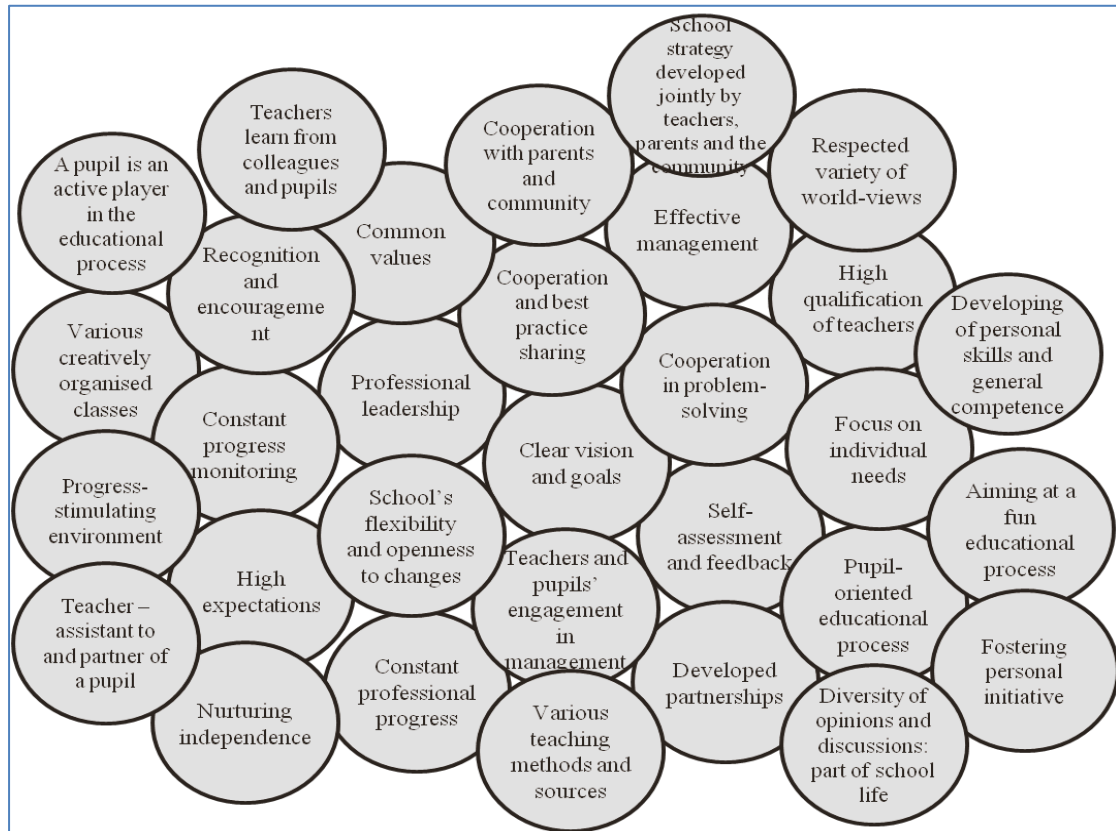 School
strategy
developed
jointly by
teachers,
parents and the
community
Teachers
learn from
colleagues
and pupils
Cooperation
with parents
and
community
Respected
variety of
world-views
A pupil is an
active player
in the
educational
process
Common
values
Effective
management
Recognition
and
encourageme
nt
Cooperation
and best
practice
sharing
High
qualification
of teachers
Developing
of personal
skills and
general
competence
Various
creatively
organised
classes
Professional
leadership
Cooperation
in problem-
solving
Constant
progress
monitoring
Clear vision
and goals
Focus on
individual
needs
Progress-
stimulating
environment
School’s
flexibility
and openness
to changes
Self-
assessment
and feedback
Aiming at a
fun
educational
process
High
expectations
Teachers and
pupils’
engagement
in
management
Pupil-
oriented
educational
process
Teacher –
assistant to
and partner of
a pupil
Constant
professional
progress
Developed
partnerships
Fostering
personal
initiative
Nurturing
independence
Various
teaching
methods and
sources
Diversity of
opinions and
discussions:
part of school
life